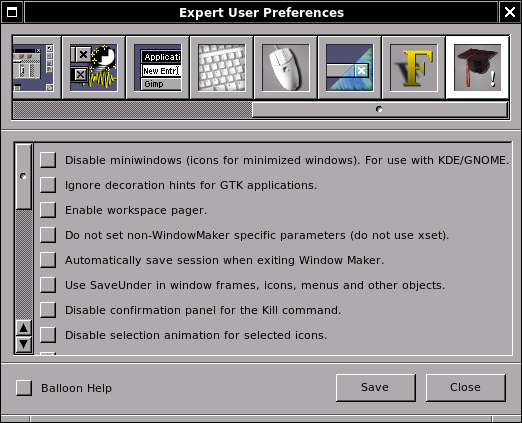 Expert User Preferences
Applicati
New Entr
Gimp
F
!
Disable miniwindows (icons for minimized windows). For use with KDE/GNOME.
Ignore decoration hints for GTK applications.
Enable workspace pager.
Do not set non-WindowMaker specific parameters (do not use xset).
Automatically save session when exiting Window Maker.
Use SaveUnder in window frames, icons, menus and other objects.
Disable confirmation panel for the Kill command.
Disable selection animation for selected icons.
Balloon Help
Save
Close